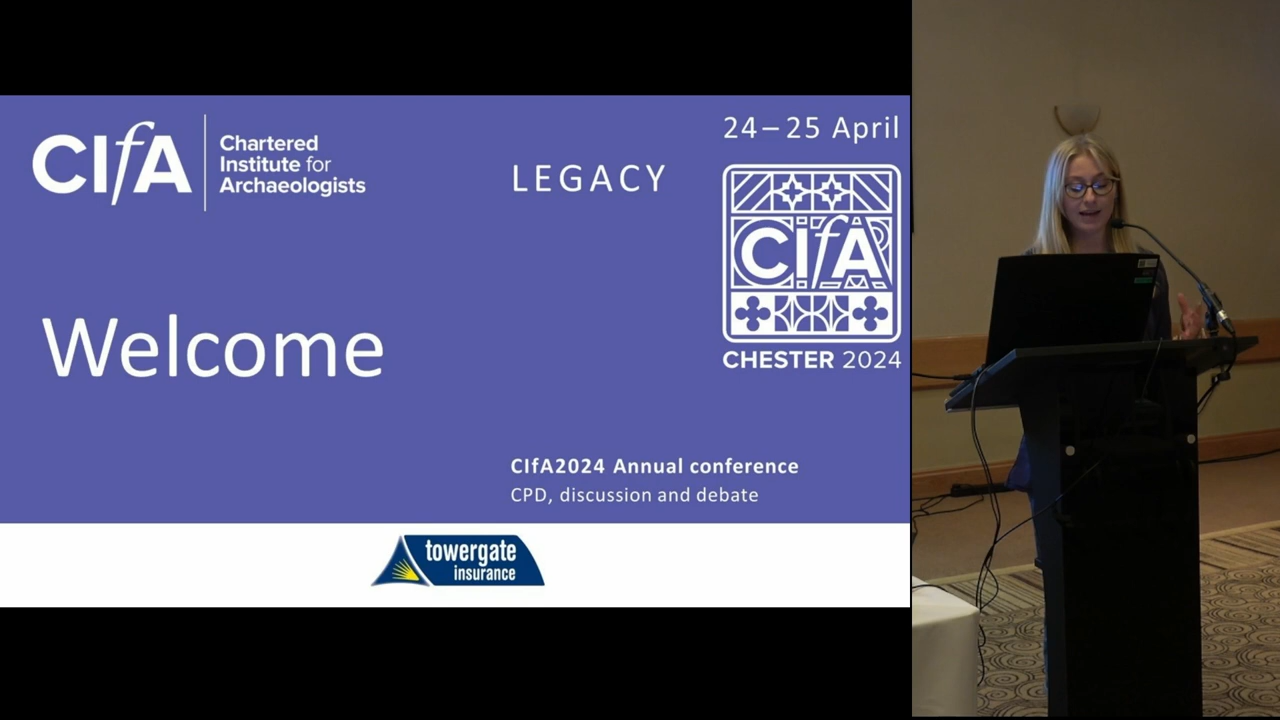 CIfA
Chartered
Institute for
Archaeologists
LEGACY
24–25 April
CIfA
CHESTER 2024
Welcome
CIfA2024 Annual conference
CPD, discussion and debate
towergate
insurance